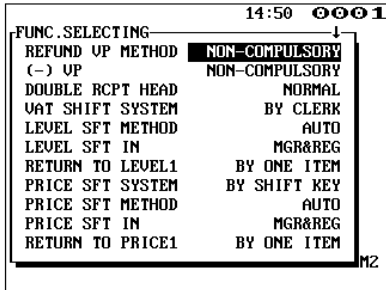 14:50 0001
FUNC.SELECTING ↓
REFUND VP METHOD NON-COMPULSORY
(-) VP NON-COMPULSORY
DOUBLE RCPT HEAD NORMAL
VAT SHIFT SYSTEM BY CLERK
LEVEL SFT METHOD AUTO
LEVEL SFT IN MGR&REG
RETURN TO LEVEL1 BY ONE ITEM
PRICE SFT SYSTEM BY SHIFT KEY
PRICE SFT METHOD AUTO
PRICE SFT IN MGR&REG
RETURN TO PRICE1 BY ONE ITEM
M2